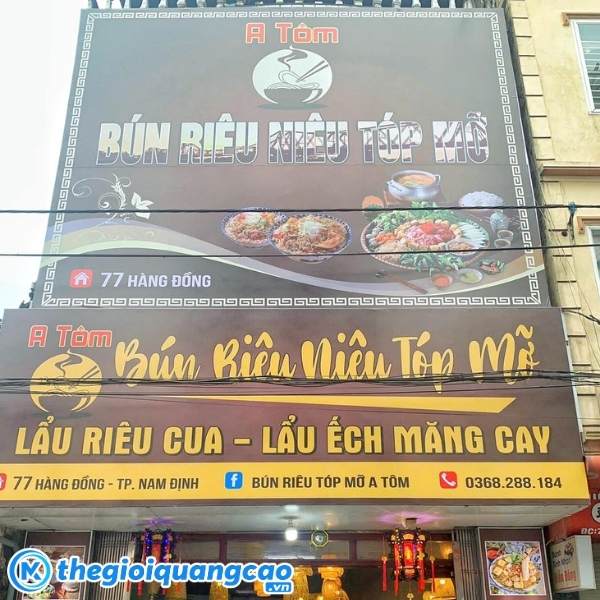 A Tôm
BÚN RIÊU NIÊU TÓP MỠ
77 HÀNG ĐỒNG
A Tôm
Bún Riêu Niêu Tóp Mỡ
LẨU RIÊU CUA – LẨU ẾCH MĂNG CAY
77 HÀNG ĐỒNG - TP. NAM ĐỊNH
BÚN RIÊU TÓP MỠ A TÔM
0368.288.184
thegioiquangcao.vn